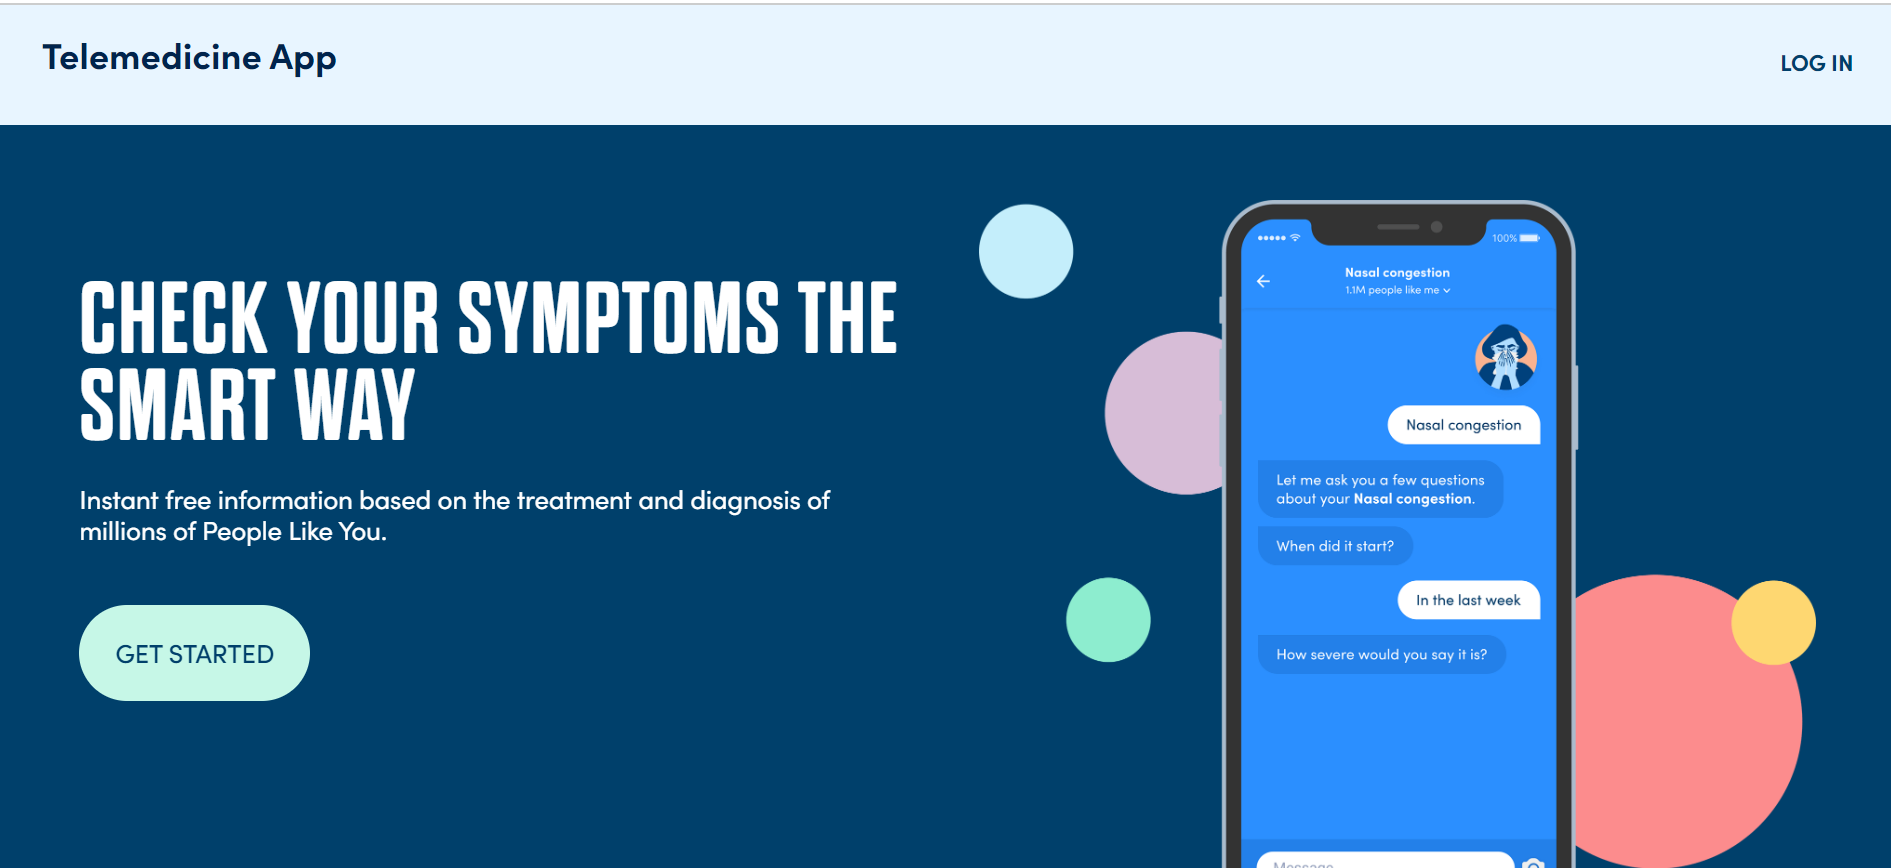 Telemedicine App
LOG IN
CHECK YOUR SYMPTOMS THE
SMART WAY
Instant free information based on the treatment and diagnosis of
millions of People Like You.
GET STARTED
100%
Nasal congestion
1.1M people like me
Nasal congestion
Let me ask you a few questions
about your Nasal congestion.
When did it start?
In the last week
How severe would you say it is?
Message